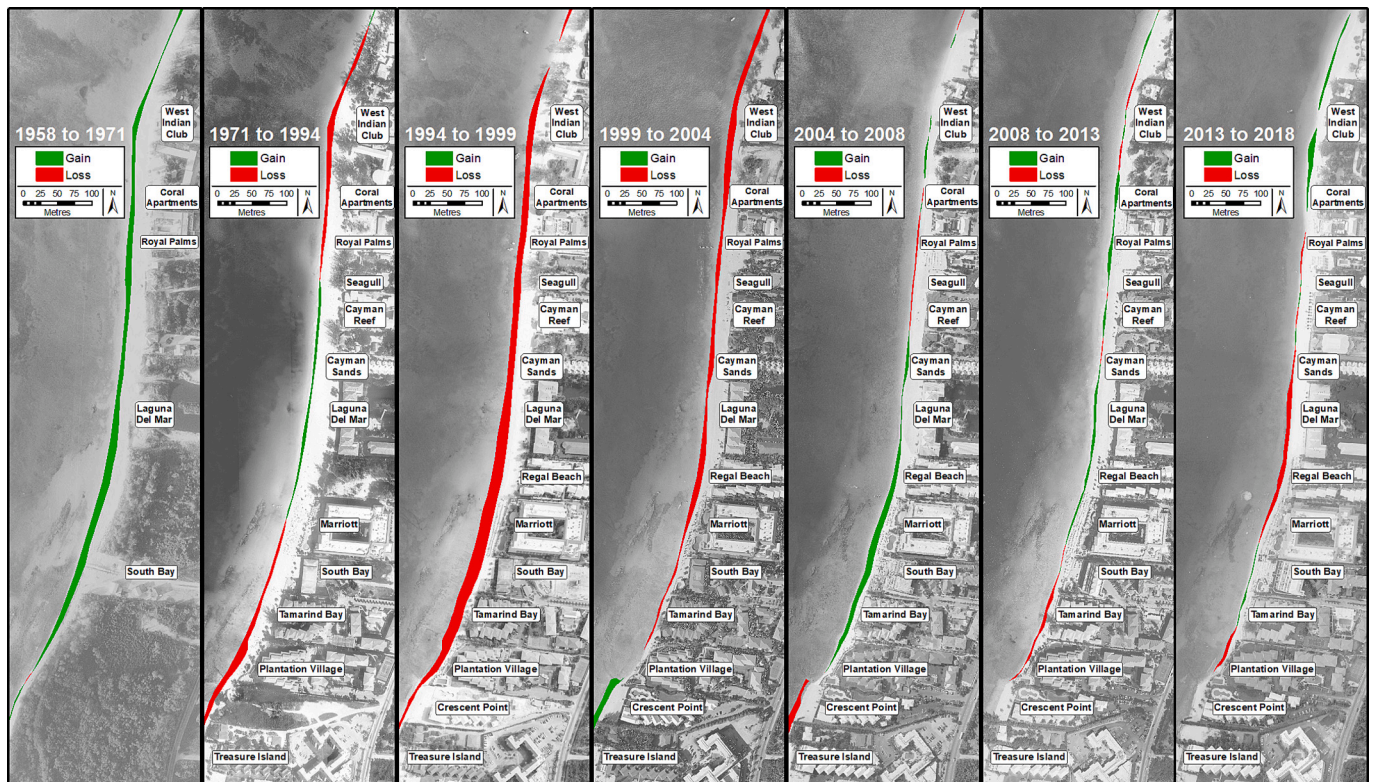 1958 to 1971
Gain
Loss
0 25 50 75 100
Metres
N
West
Indian
Club
Coral
Apartments
Royal Palms
Laguna
Del Mar
South Bay
1971 to 1994
Gain
Loss
0 25 50 75 100
Metres
N
West
Indian
Club
Coral
Apartments
Royal Palms
Seagull
Cayman
Reef
Cayman
Sands
Laguna
Del Mar
Marriott
South Bay
Tamarind Bay
Plantation Village
Treasure Island
1994 to 1999
Gain
Loss
0 25 50 75 100
Metres
N
West
Indian
Club
Coral
Apartments
Royal Palms
Seagull
Cayman
Reef
Cayman
Sands
Laguna
Del Mar
Regal Beach
Marriott
South Bay
Tamarind Bay
Plantation Village
Crescent Point
Treasure Island
1999 to 2004
Gain
Loss
0 25 50 75 100
Metres
N
West
Indian
Club
Coral
Apartments
Royal Palms
Seagull
Cayman
Reef
Cayman
Sands
Laguna
Del Mar
Regal Beach
Marriott
South Bay
Tamarind Bay
Plantation Village
Crescent Point
Treasure Island
2004 to 2008
Gain
Loss
0 25 50 75 100
Metres
N
West
Indian
Club
Coral
Apartments
Royal Palms
Seagull
Cayman
Reef
Cayman
Sands
Laguna
Del Mar
Regal Beach
Marriott
South Bay
Tamarind Bay
Plantation Village
Crescent Point
Treasure Island
2008 to 2013
Gain
Loss
0 25 50 75 100
Metres
N
West
Indian
Club
Coral
Apartments
Royal Palms
Seagull
Cayman
Reef
Cayman
Sands
Laguna
Del Mar
Regal Beach
Marriott
South Bay
Tamarind Bay
Plantation Village
Crescent Point
Treasure Island
2013 to 2018
Gain
Loss
0 25 50 75 100
Metres
N
West
Indian
Club
Coral
Apartments
Royal Palms
Seagull
Cayman
Reef
Cayman
Sands
Laguna
Del Mar
Regal Beach
Marriott
South Bay
Tamarind Bay
Plantation Village
Crescent Point
Treasure Island